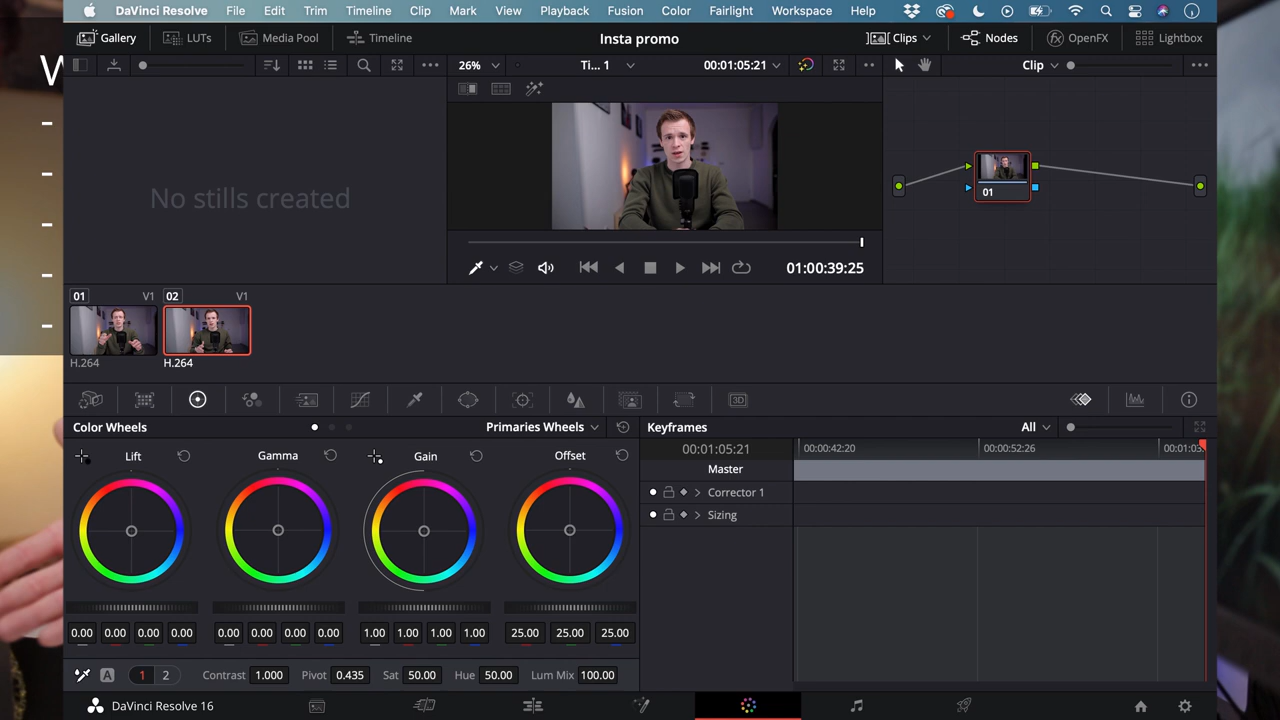 DaVinci Resolve File Edit Trim Timeline Clip Mark View Playback Fusion Color Fairlight Workspace Help
Gallery LUTs Media Pool Timeline Insta promo Clips Nodes OpenFX Lightbox
26% Ti... 1 00:01:05:21 Clip
W
No stills created
01
01:00:39:25
01 V1 02 V1
H.264 H.264
Color Wheels Primaries Wheels Keyframes All
Lift Gamma Gain Offset
00:01:05:21 00:00:42:20 00:00:52:26 00:01:03:
Master
Corrector 1
Sizing
0.00 0.00 0.00 0.00 0.00 0.00 0.00 0.00 1.00 1.00 1.00 1.00 25.00 25.00 25.00
A 1 2 Contrast 1.000 Pivot 0.435 Sat 50.00 Hue 50.00 Lum Mix 100.00
3D
DaVinci Resolve 16